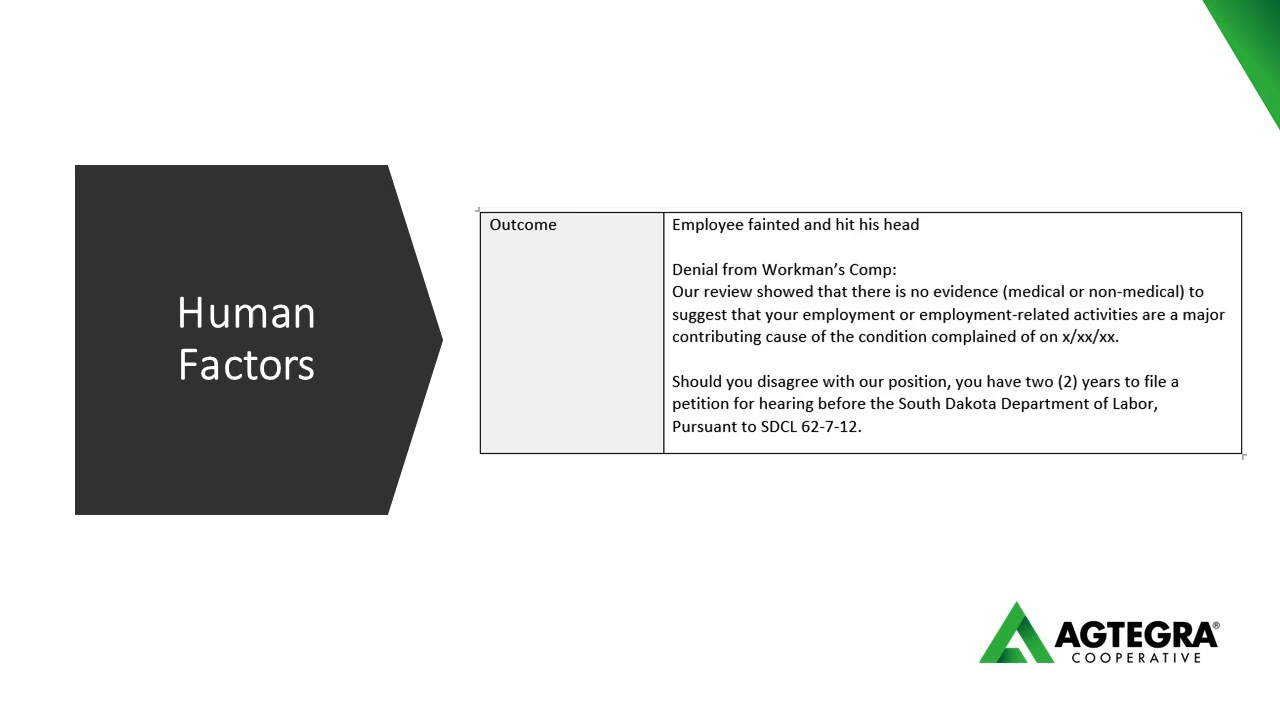 Human
Factors
Outcome
Employee fainted and hit his head
Denial from Workman’s Comp:
Our review showed that there is no evidence (medical or non-medical) to
suggest that your employment or employment-related activities are a major
contributing cause of the condition complained of on x/xx/xx.
Should you disagree with our position, you have two (2) years to file a
petition for hearing before the South Dakota Department of Labor,
Pursuant to SDCL 62-7-12.
AGTEGRA®
COOPERATIVE